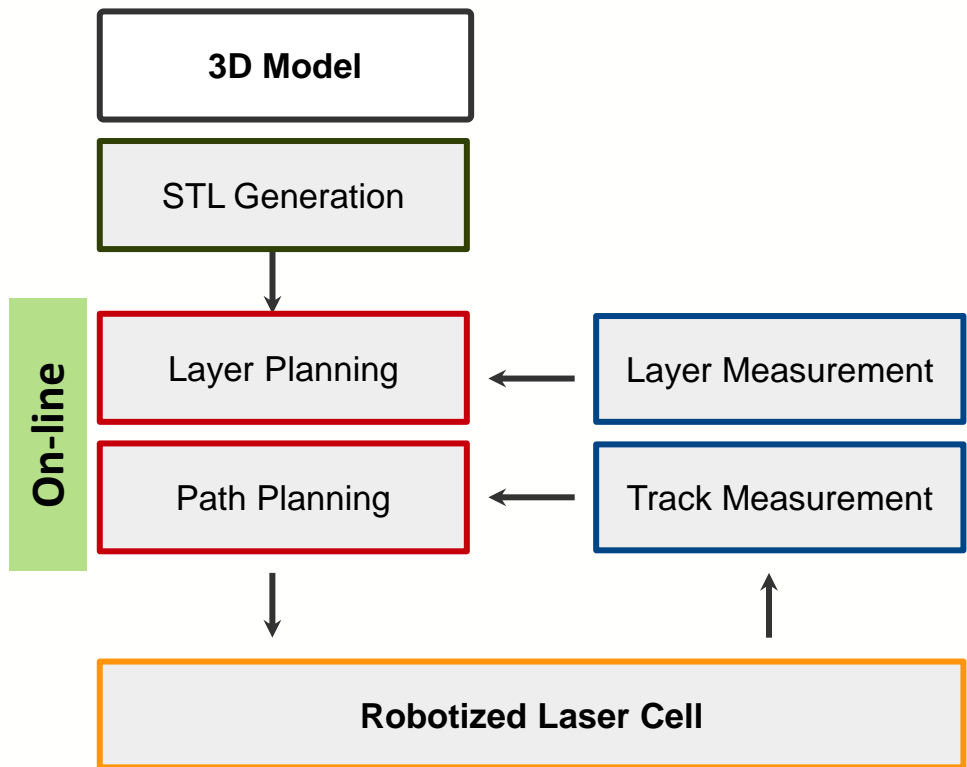 3D Model
STL Generation
On-line
Layer Planning
Layer Measurement
Path Planning
Track Measurement
Robotized Laser Cell